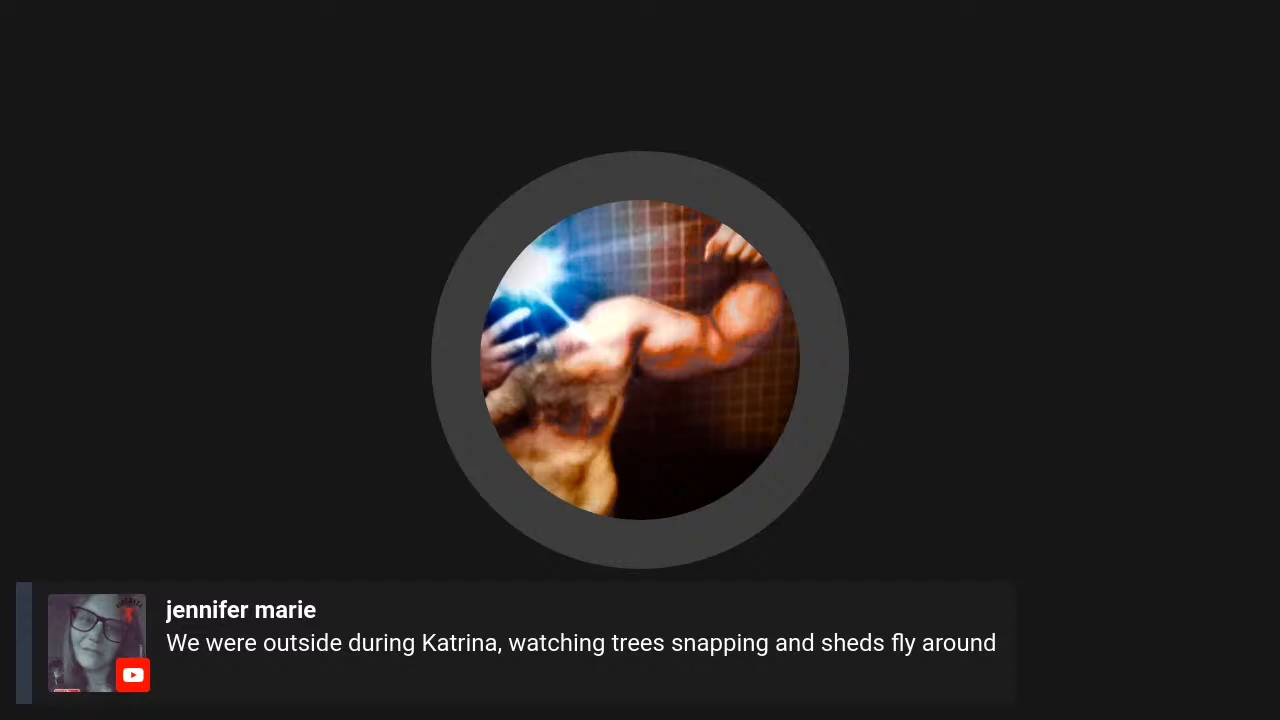 jennifer marie
We were outside during Katrina, watching trees snapping and sheds fly around